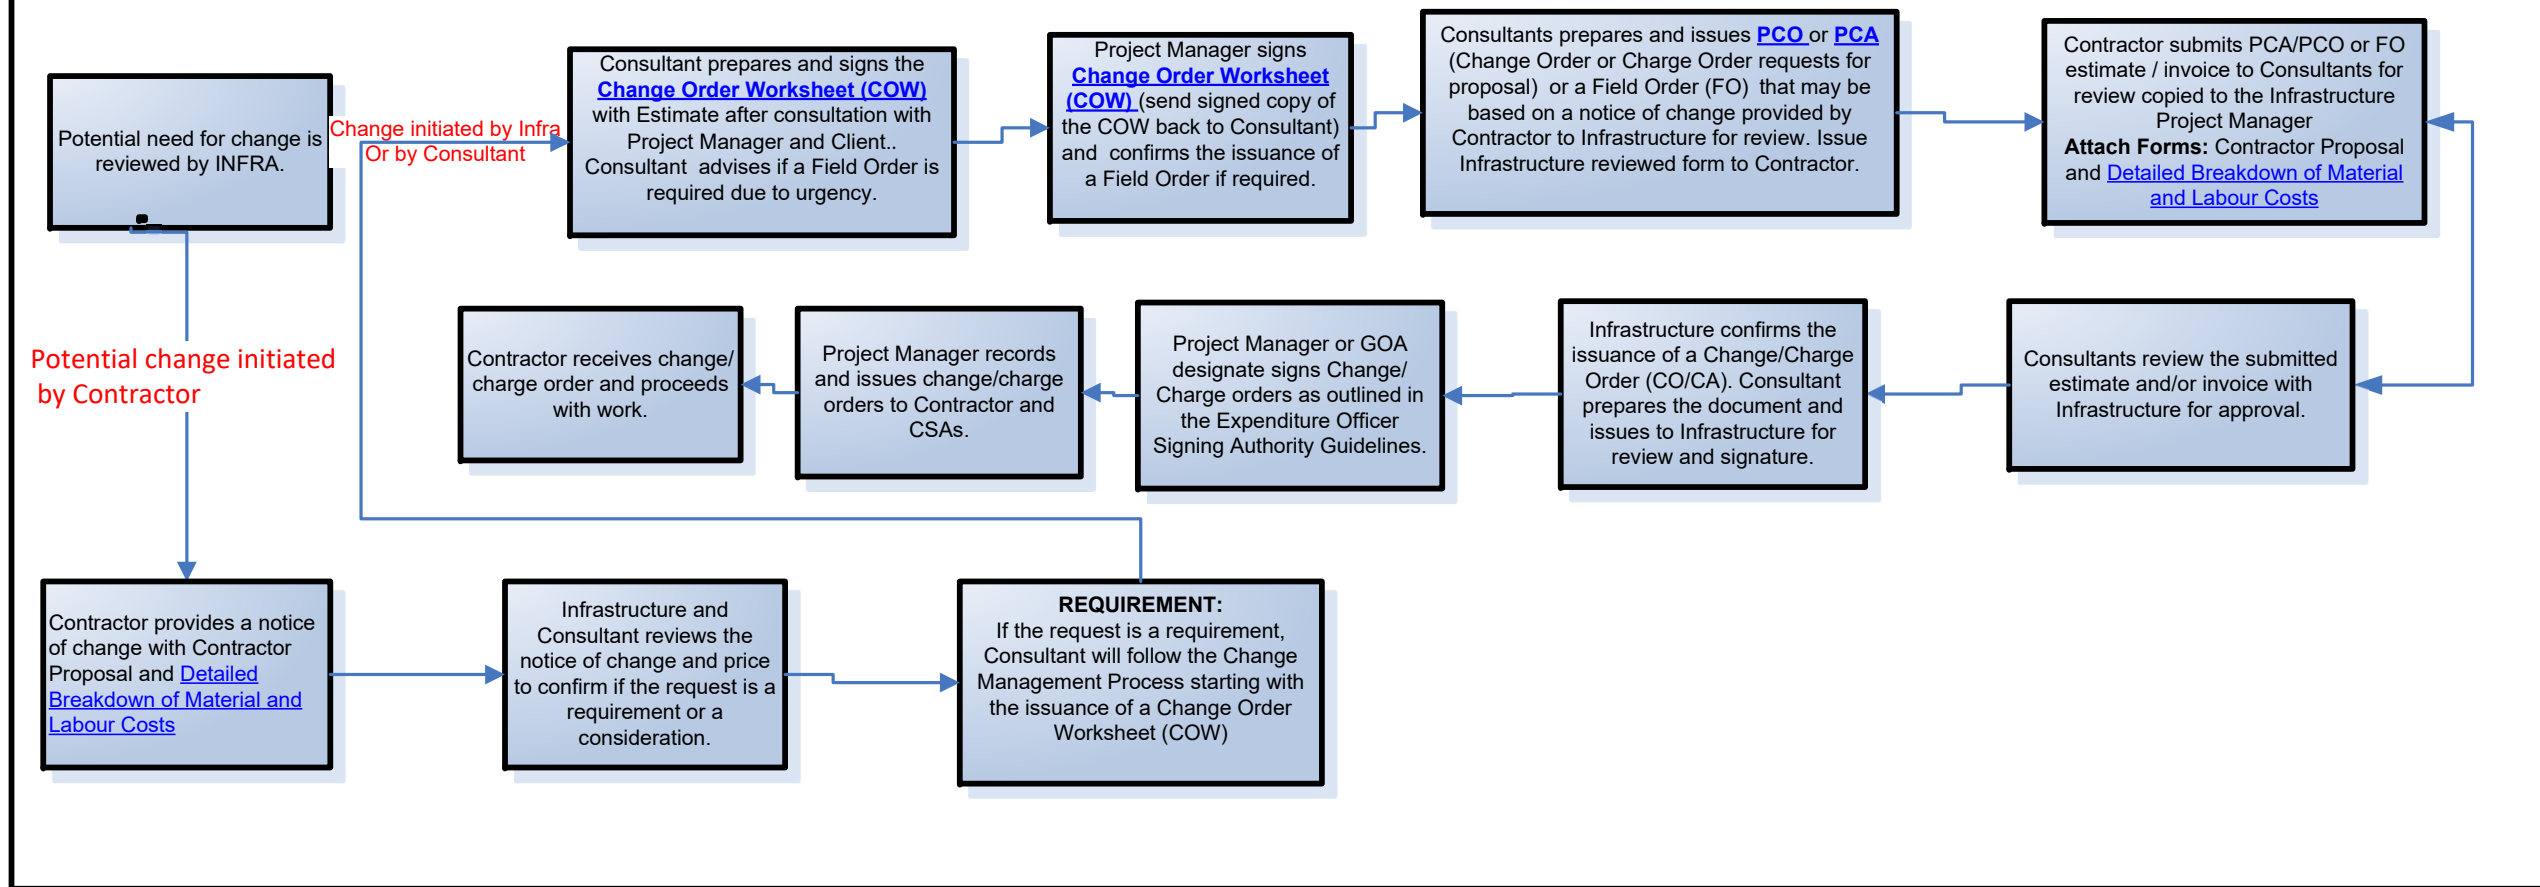 Potential need for change is
reviewed by INFRA.
Change initiated by Infra
Or by Consultant
Consultant prepares and signs the
Change Order Worksheet (COW)
with Estimate after consultation with
Project Manager and Client..
Consultant  advises if a Field Order is
required due to urgency.
Project Manager signs
Change Order Worksheet
(COW) (send signed copy of
the COW back to Consultant)
and  confirms the issuance of
a Field Order if required.
Consultants prepares and issues PCO or PCA
(Change Order or Charge Order requests for
proposal)  or a Field Order (FO)  that may be
based on a notice of change provided by
Contractor to Infrastructure for review. Issue
Infrastructure reviewed form to Contractor.
Contractor submits PCA/PCO or FO
estimate / invoice to Consultants for
review copied to the Infrastructure
Project Manager
Attach Forms: Contractor Proposal
and Detailed Breakdown of Material
and Labour Costs
Contractor receives change/
charge order and proceeds
with work.
Project Manager records
and issues change/charge
orders to Contractor and
CSAs.
Project Manager or GOA
designate signs Change/
Charge orders as outlined in
the Expenditure Officer
Signing Authority Guidelines.
Infrastructure confirms the
issuance of a Change/Charge
Order (CO/CA). Consultant
prepares the document and
issues to Infrastructure for
review and signature.
Consultants review the submitted
estimate and/or invoice with
Infrastructure for approval.
Potential change initiated
by Contractor
Contractor provides a notice
of change with Contractor
Proposal and Detailed
Breakdown of Material and
Labour Costs
Infrastructure and
Consultant reviews the
notice of change and price
to confirm if the request is a
requirement or a
consideration.
REQUIREMENT:
If the request is a requirement,
Consultant will follow the Change
Management Process starting with
the issuance of a Change Order
Worksheet (COW)